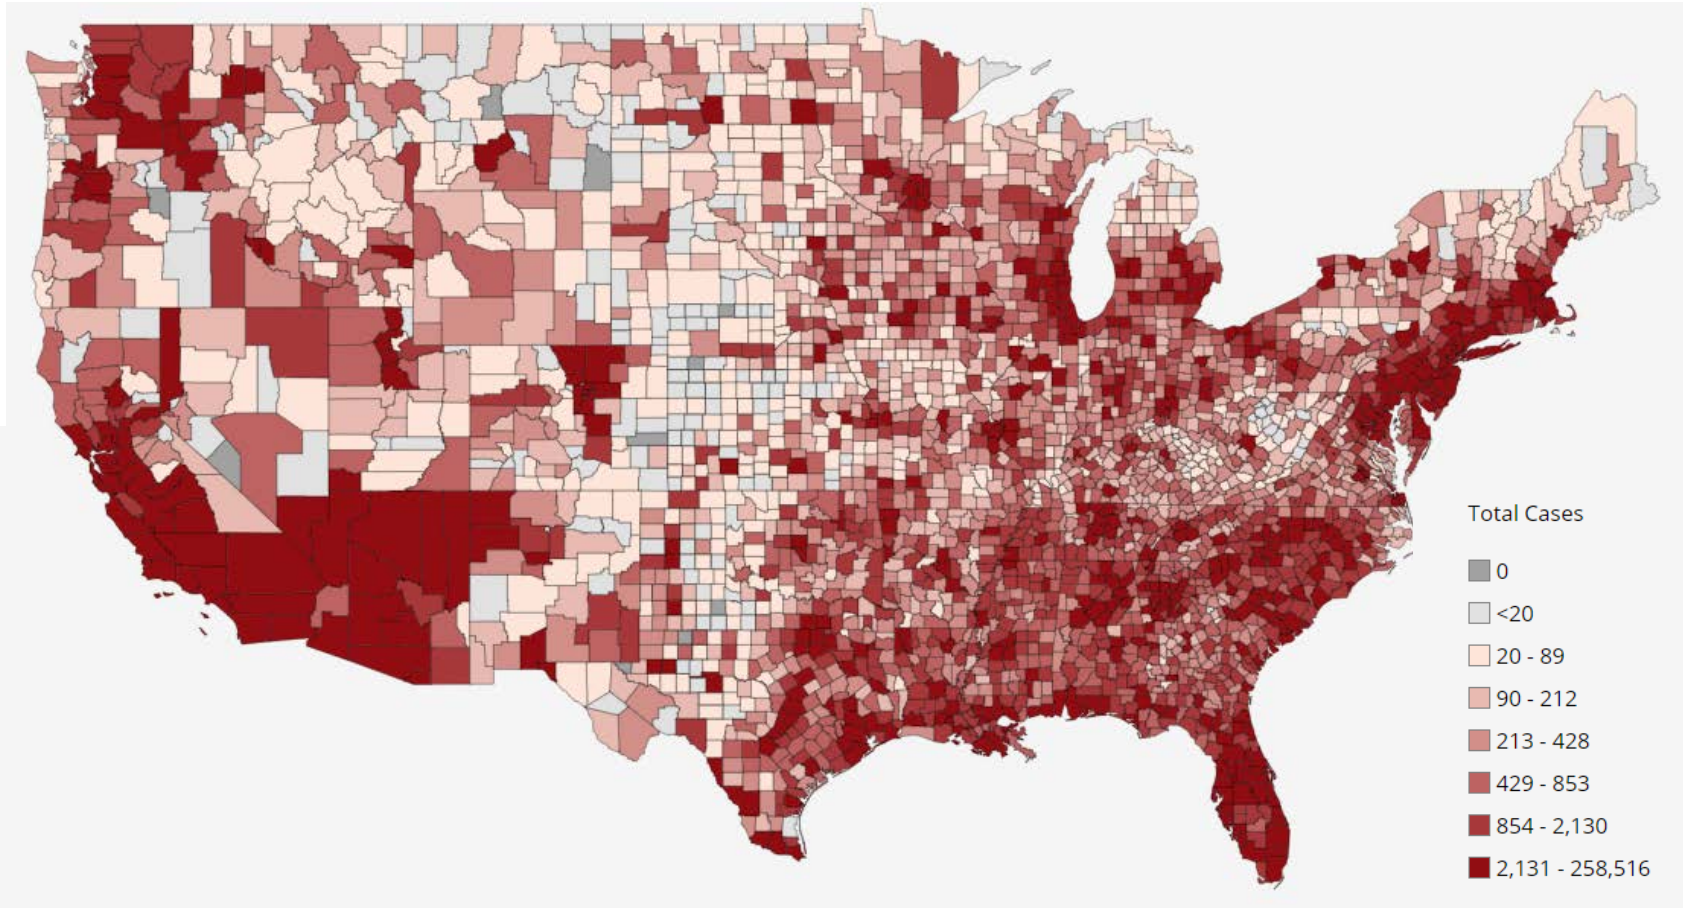 Total Cases
0
<20
20 - 89
90 - 212
213 - 428
429 - 853
854 - 2,130
2,131 - 258,516